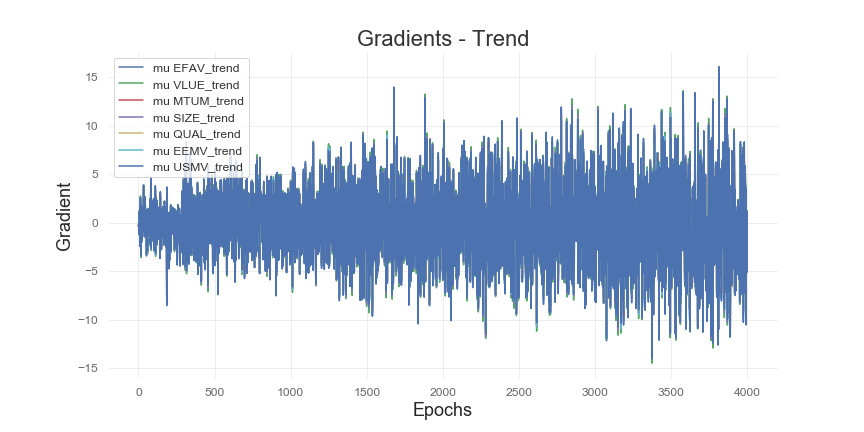 Gradients - Trend
mu EFAV_trend
mu VLUE_trend
mu MTUM_trend
mu SIZE_trend
mu QUAL_trend
mu EEMV_trend
mu USMV_trend
Gradient
15
10
5
0
−5
−10
−15
0 500 1000 1500 2000 2500 3000 3500 4000
Epochs